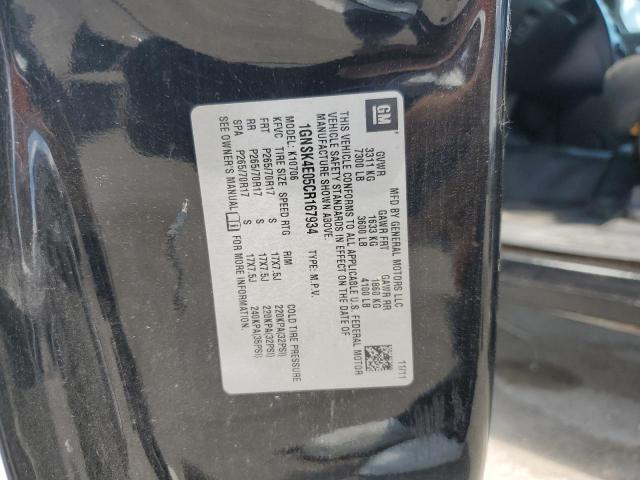 GM
MFD BY GENERAL MOTORS LLC 11/11
GVWR GAWR FRT GAWR RR
3311 KG 1633 KG 1860 KG
7300 LB 3600 LB 4100 LB
THIS VEHICLE CONFORMS TO ALL APPLICABLE U.S. FEDERAL MOTOR
VEHICLE SAFETY STANDARDS IN EFFECT ON THE DATE OF
MANUFACTURE SHOWN ABOVE.
1GNSK4E05CR167934 TYPE: M.P.V.
MODEL: K10706
KFVC TIRE SIZE SPEED RTG RIM COLD TIRE PRESSURE
FRT P265/70R17 S 17X7.5J 220KPA(32PSI)
RR P265/70R17 S 17X7.5J 220KPA(32PSI)
SPA P265/70R17 S 17X7.5J 240KPA(35PSI)
SEE OWNER'S MANUAL i FOR MORE INFORMATION.